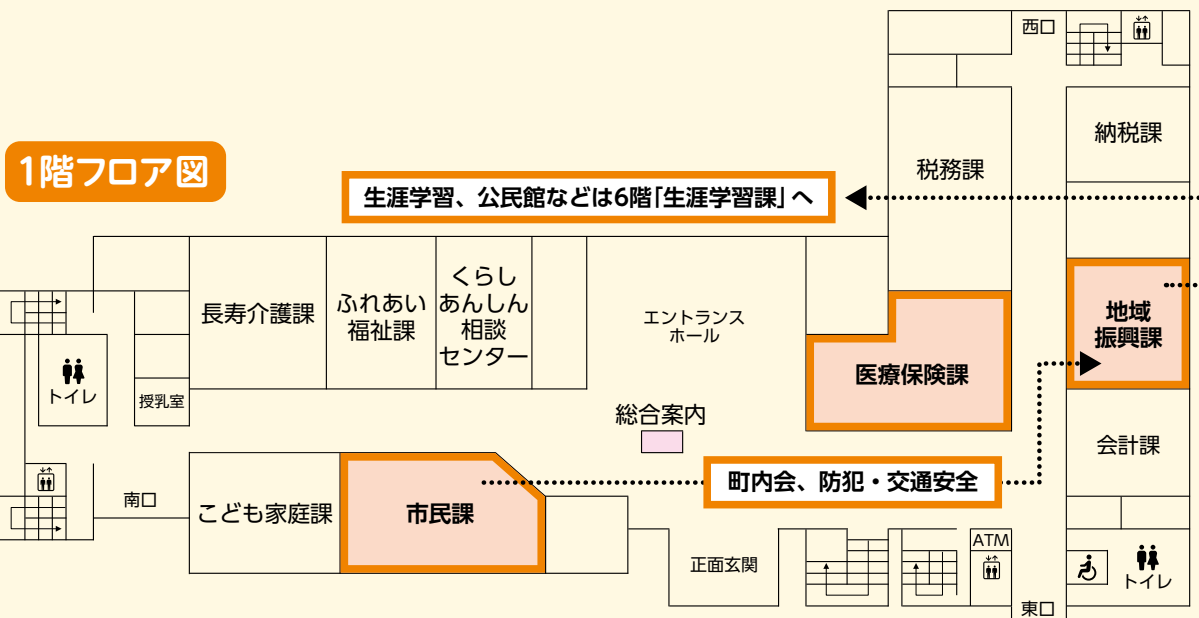 西口
1階フロア図
納税課
税務課
生涯学習、公民館などは6階「生涯学習課」へ
長寿介護課
ふれあい
福祉課
くらし
あんしん
相談
センター
エントランス
ホール
地域
振興課
医療保険課
トイレ
授乳室
総合案内
会計課
町内会、防犯・交通安全
南口
こども家庭課
市民課
正面玄関
ATM
トイレ
東口